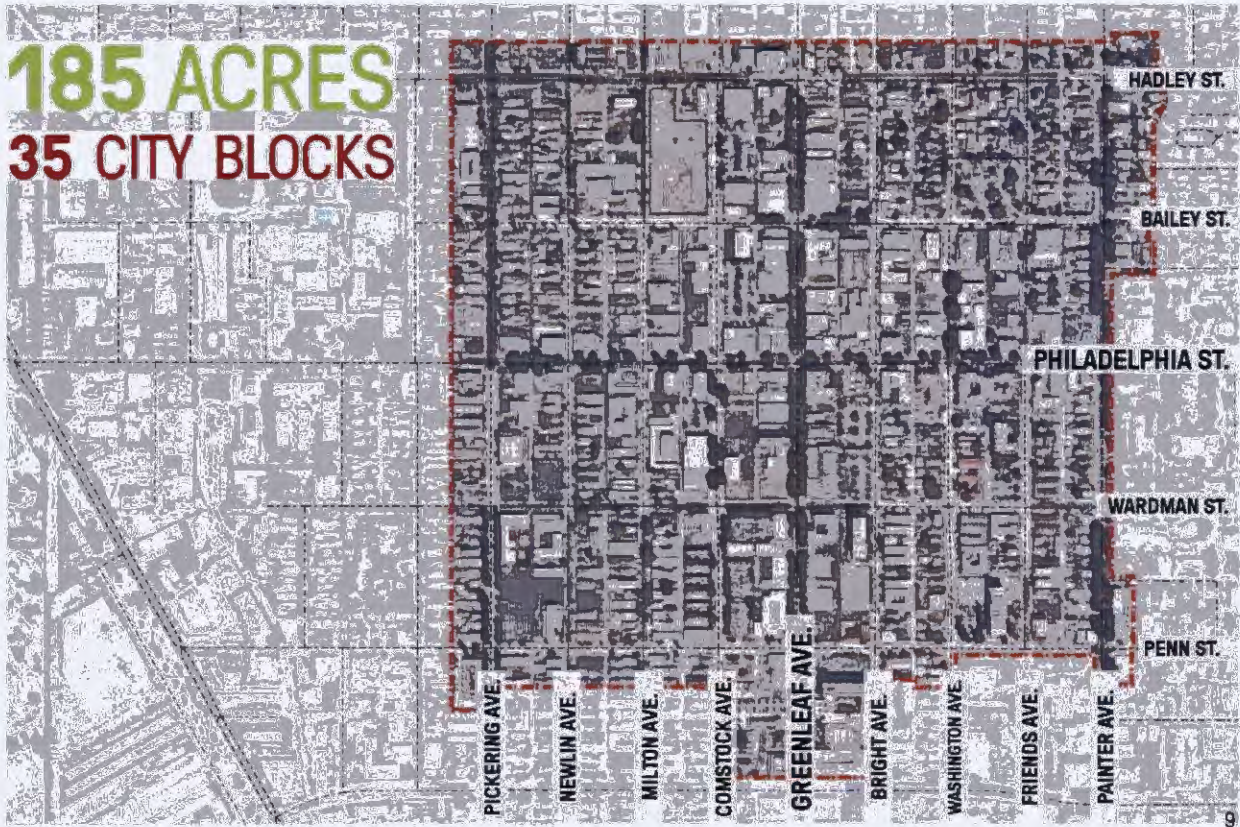 185 ACRES
35 CITY BLOCKS
HADLEY ST.
BAILEY ST.
PHILADELPHIA ST.
WARDMAN ST.
PENN ST.
PICKERING AVE.
NEWLIN AVE.
MILTON AVE.
COMSTOCK AVE.
GREENLEAF AVE.
BRIGHT AVE.
WASHINGTON AVE.
FRIENDS AVE.
PAINTER AVE.
9